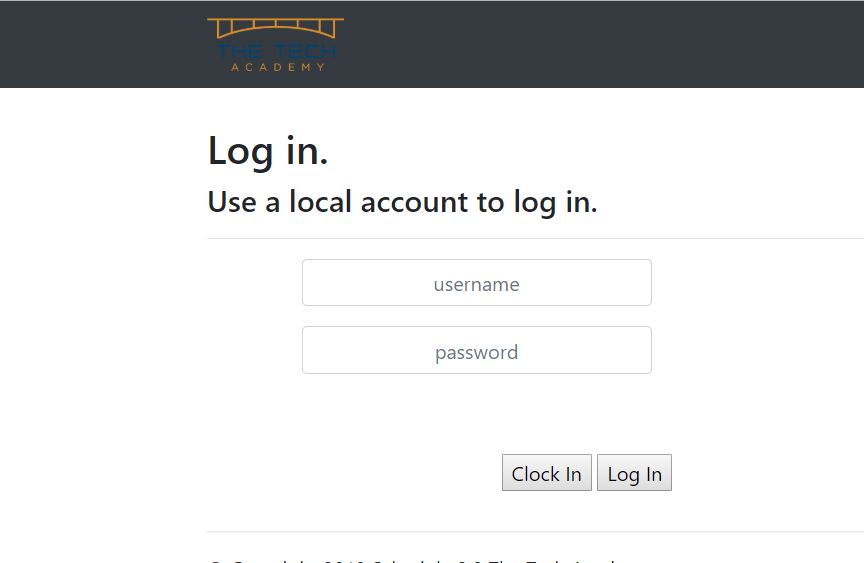 THE TECH
ACADEMY
Log in.
Use a local account to log in.
username
password
Clock In Log In